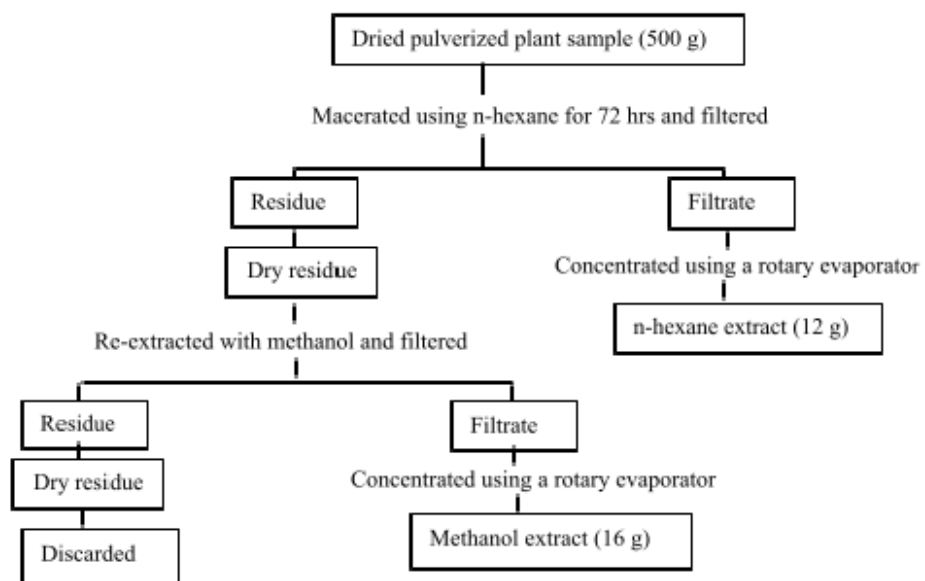 Dried pulverized plant sample (500 g)
Macerated using n-hexane for 72 hrs and filtered
Residue
Filtrate
Dry residue
Concentrated using a rotary evaporator
n-hexane extract (12 g)
Re-extracted with methanol and filtered
Residue
Filtrate
Dry residue
Concentrated using a rotary evaporator
Methanol extract (16 g)
Discarded